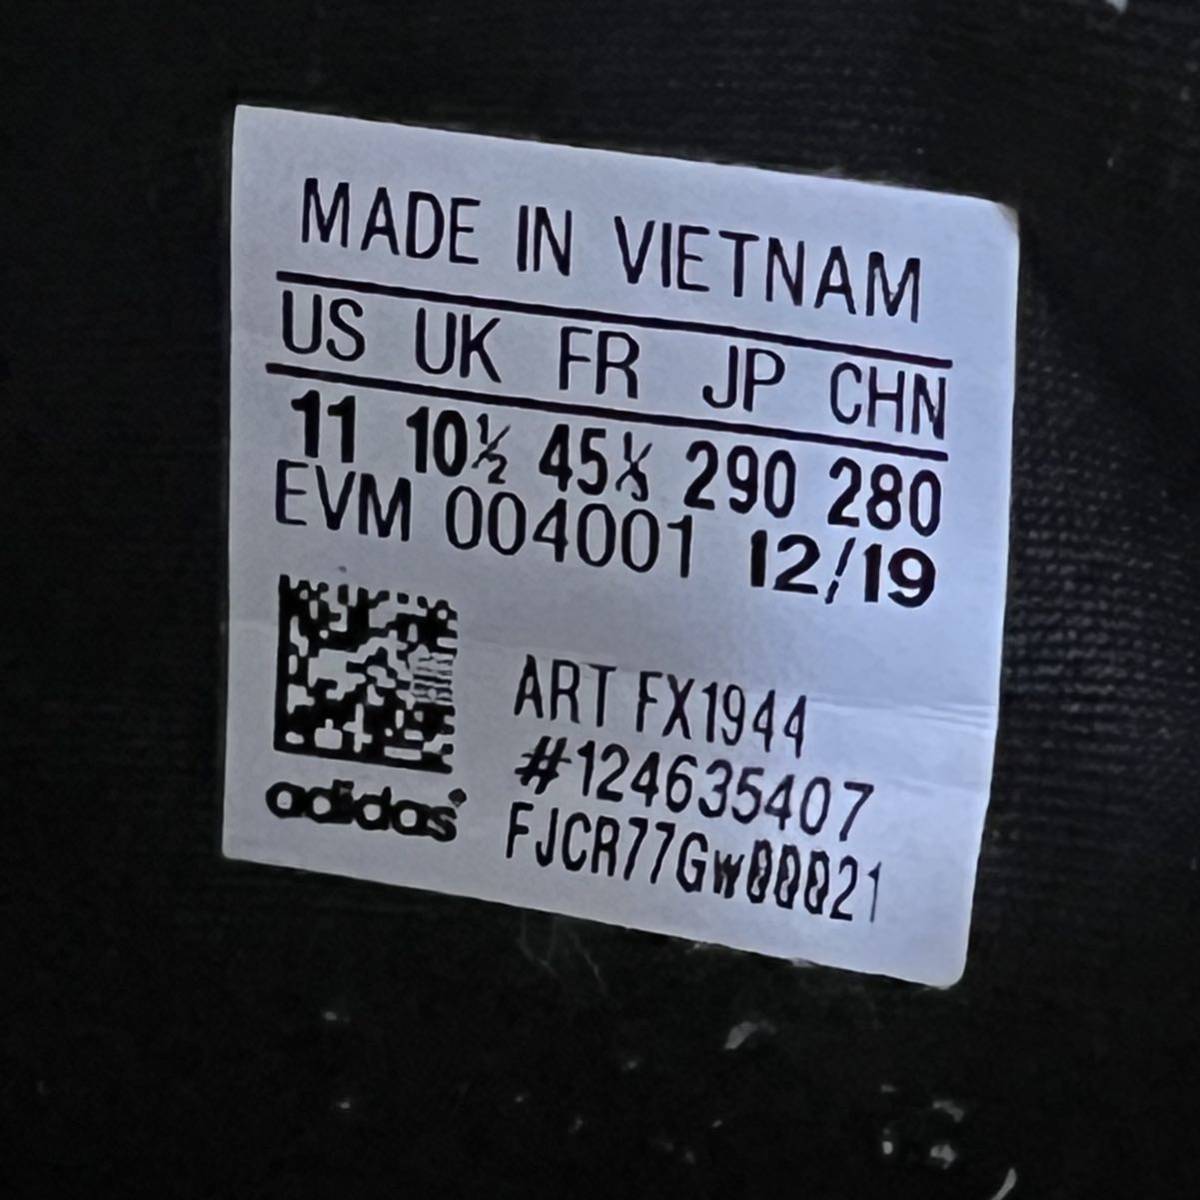 MADE IN VIETNAM
US UK FR JP CHN
11 10½ 45⅓ 290 280
EVM 004001 12/19
ART FX1944
#124635407
adidas